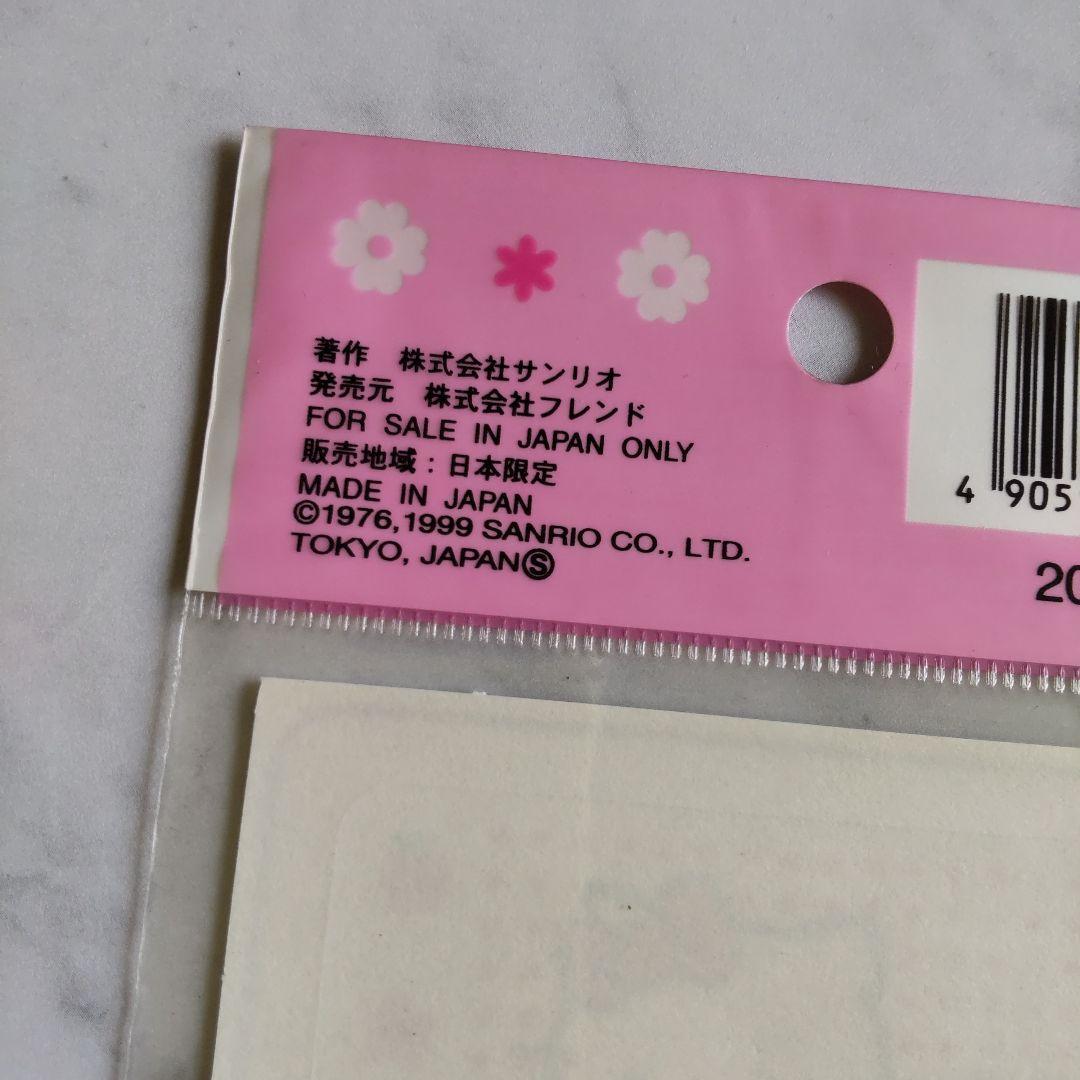 著作　株式会社サンリオ
発売元　株式会社フレンド
FOR SALE IN JAPAN ONLY
販売地域：日本限定
MADE IN JAPAN
©1976,1999 SANRIO CO., LTD.
TOKYO, JAPANⓈ
4 905
20